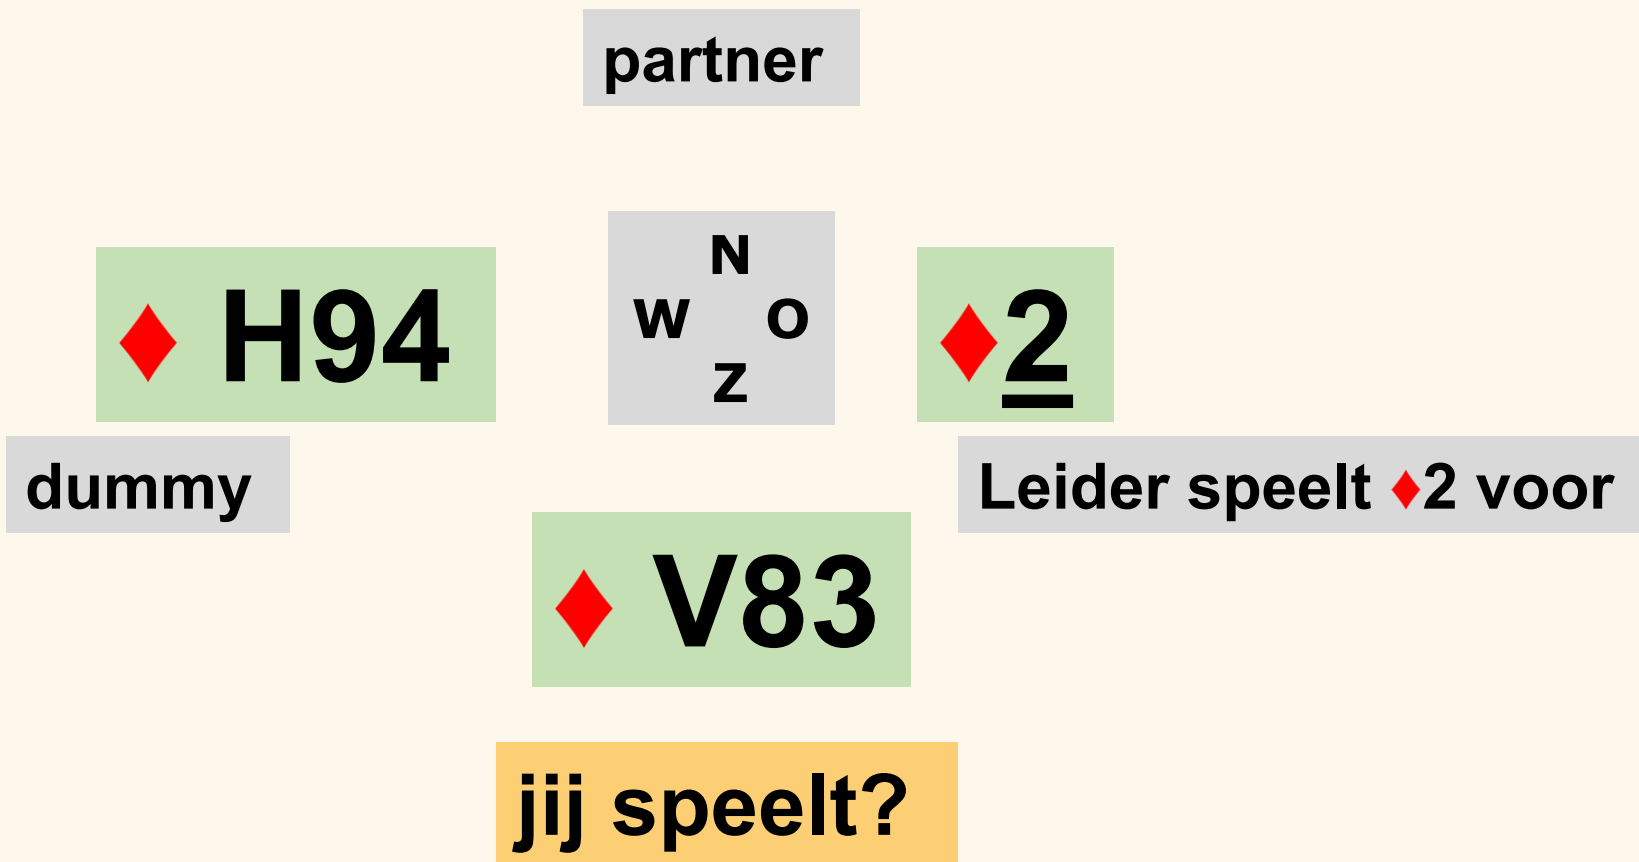 partner
N
W O
Z
♦ H94
♦2
dummy
Leider speelt ♦2 voor
♦ V83
jij speelt?